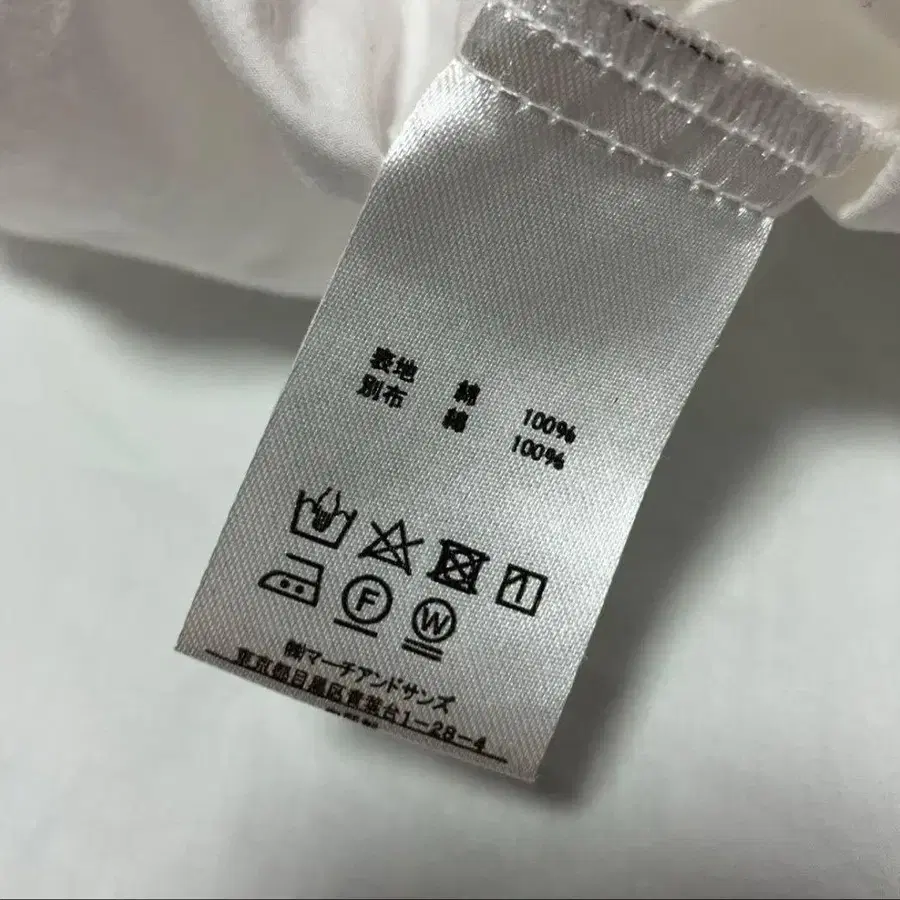 表地 綿 100%
別布 綿 100%
F W
㈱マーチアンドサンズ
東京都目黒区青葉台1-28-4